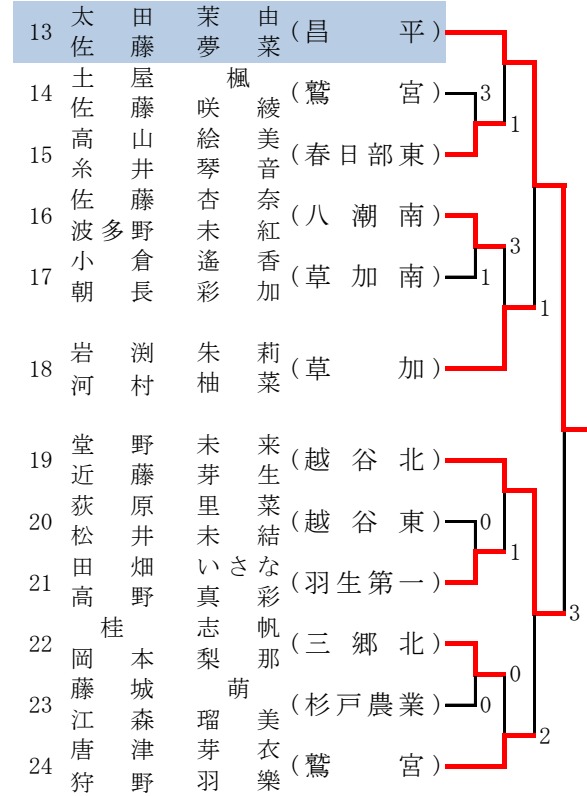 13 太田茉由 (昌平)
佐藤夢菜
14 土屋楓 (鷲宮) 3
佐藤咲綾
1
15 高山絵美 (春日部東)
糸井琴音
16 佐藤杏奈 (八潮南)
波多野未紅
3
17 小倉遙香 (草加南) 1
朝長彩加
1
18 岩渕朱莉 (草加)
河村柚菜
19 堂野未来 (越谷北)
近藤芽生
20 荻原里菜 (越谷東) 0
松井未結
1
21 田畑いさな (羽生第一)
高野真彩
3
22 桂志帆 (三郷北)
岡本梨那
0
23 藤城萌 (杉戸農業) 0
江森瑠美
2
24 唐津芽衣 (鷲宮)
狩野羽樂